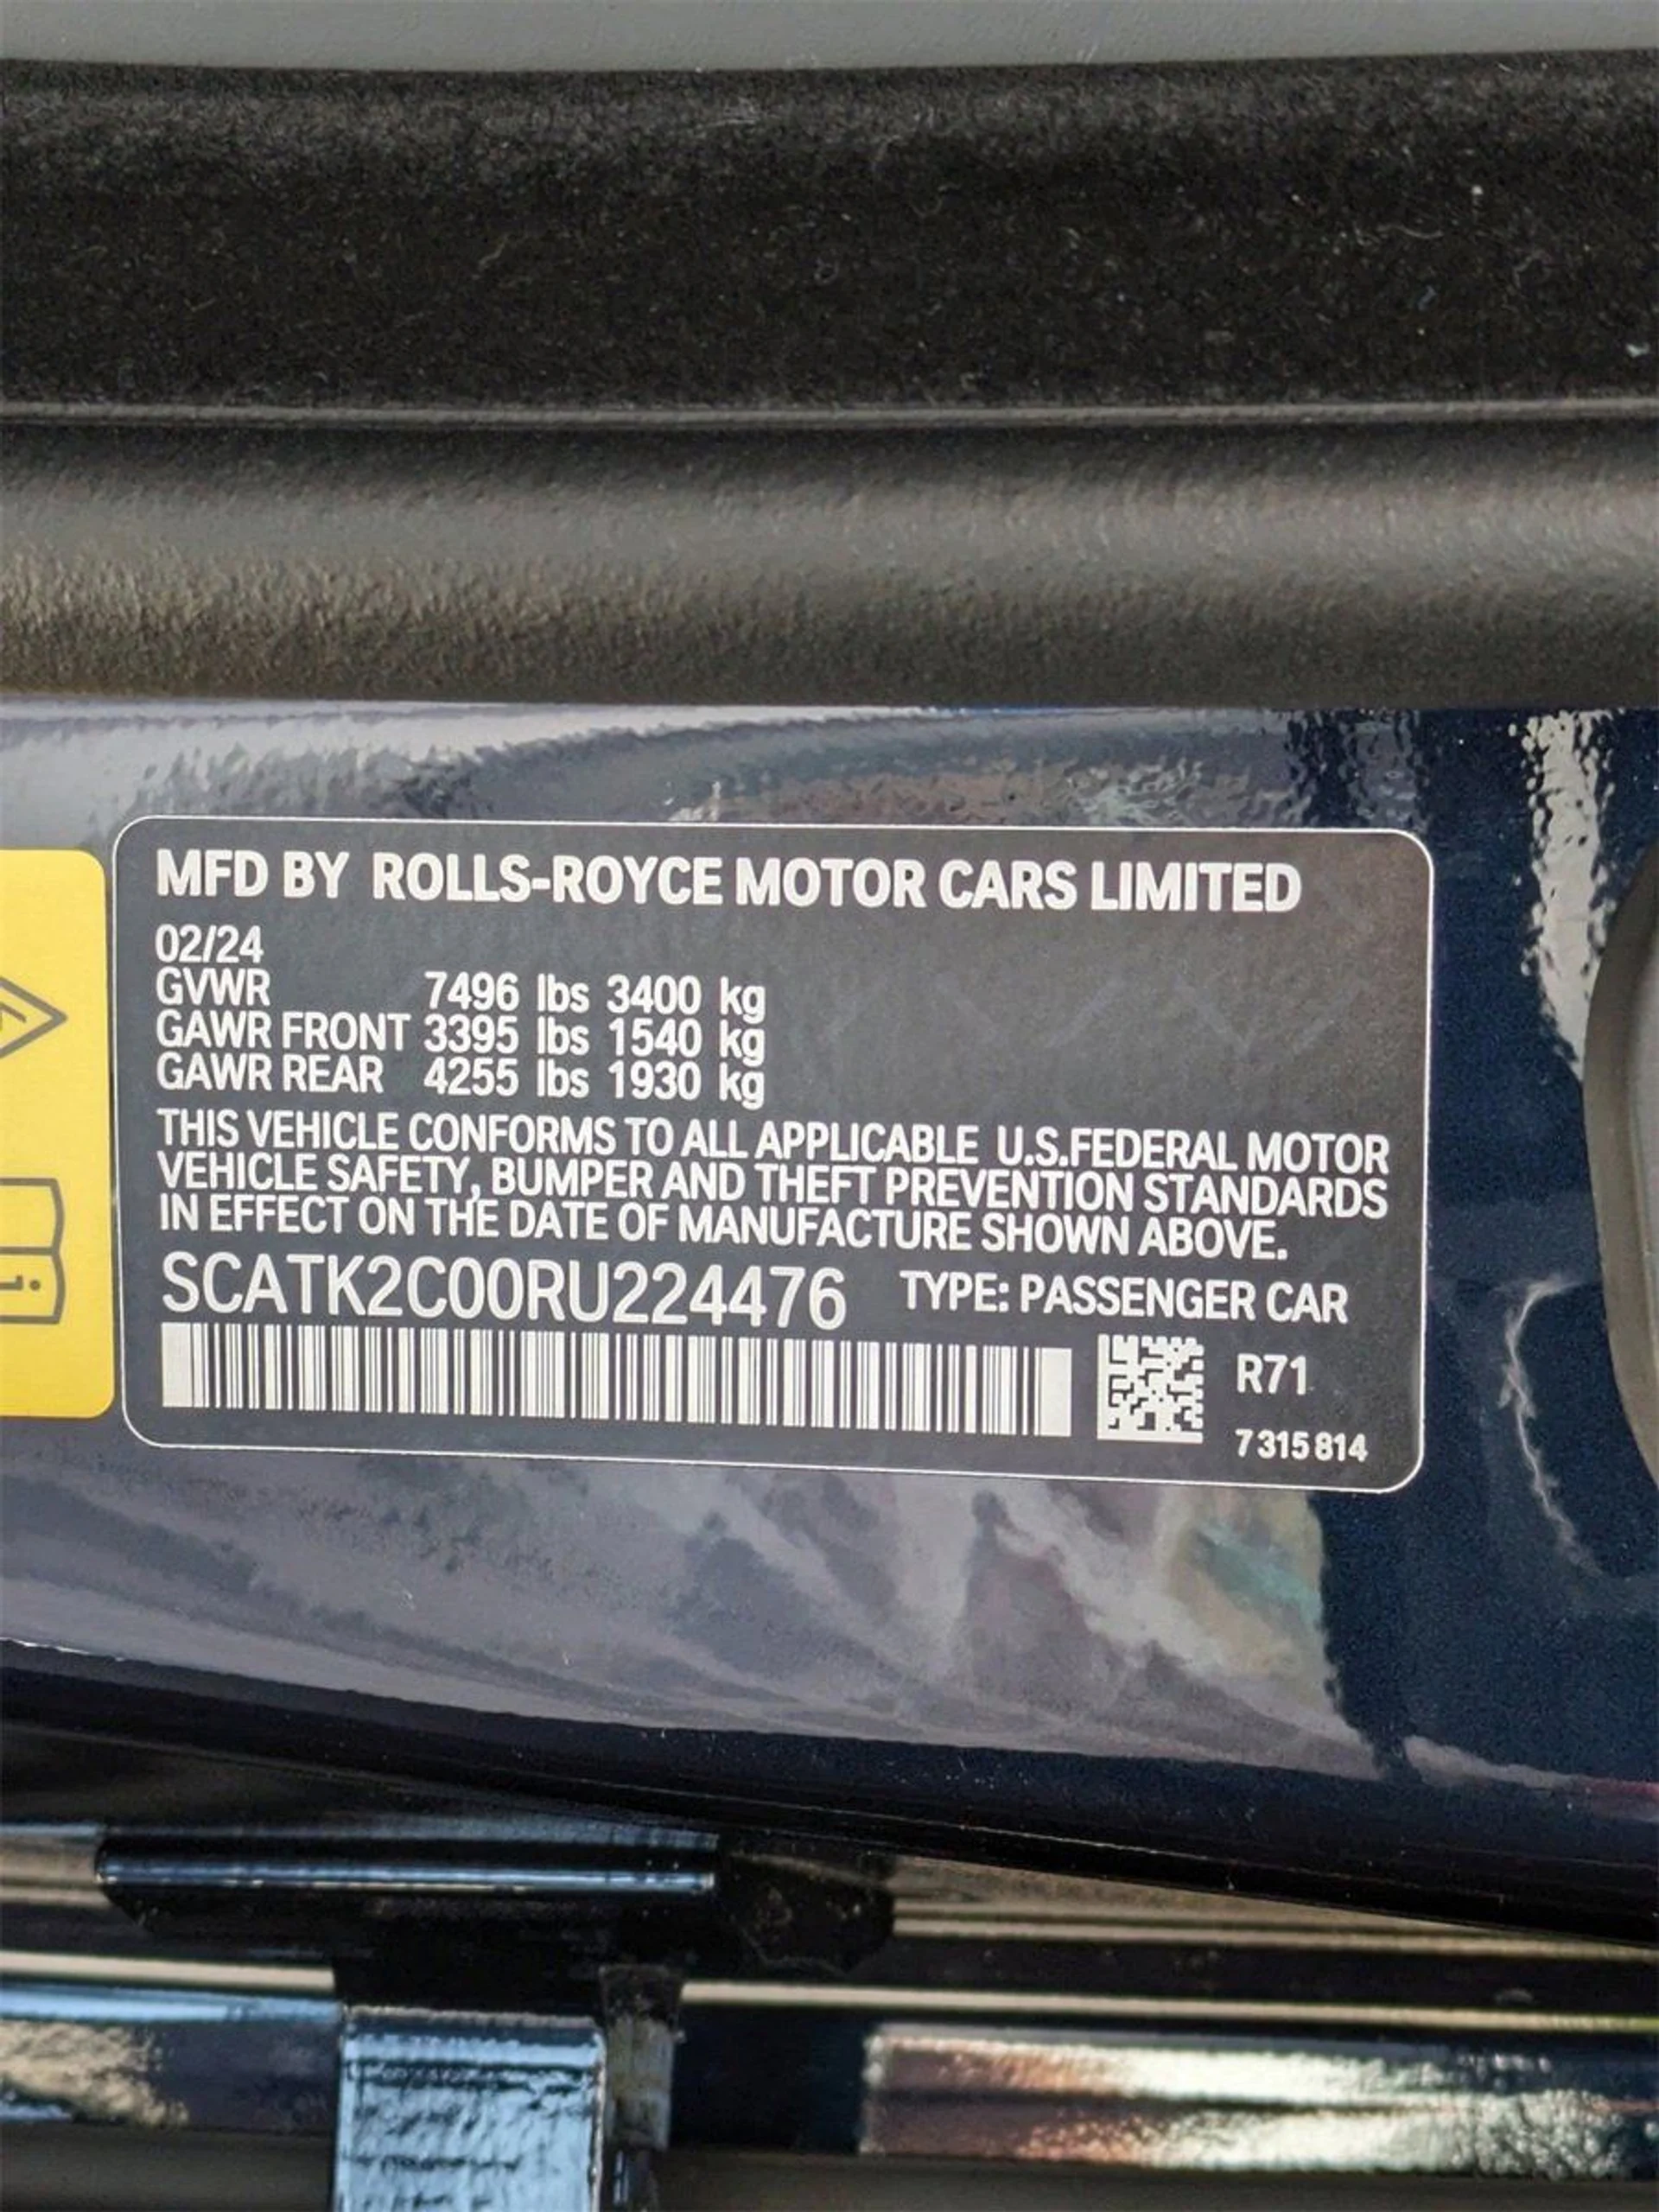 MFD BY ROLLS-ROYCE MOTOR CARS LIMITED
02/24
GVWR 7496 lbs 3400 kg
GAWR FRONT 3395 lbs 1540 kg
GAWR REAR 4255 lbs 1930 kg
THIS VEHICLE CONFORMS TO ALL APPLICABLE U.S.FEDERAL MOTOR
VEHICLE SAFETY, BUMPER AND THEFT PREVENTION STANDARDS
IN EFFECT ON THE DATE OF MANUFACTURE SHOWN ABOVE.
SCATK2C00RU224476 TYPE: PASSENGER CAR
R71
7 315 814